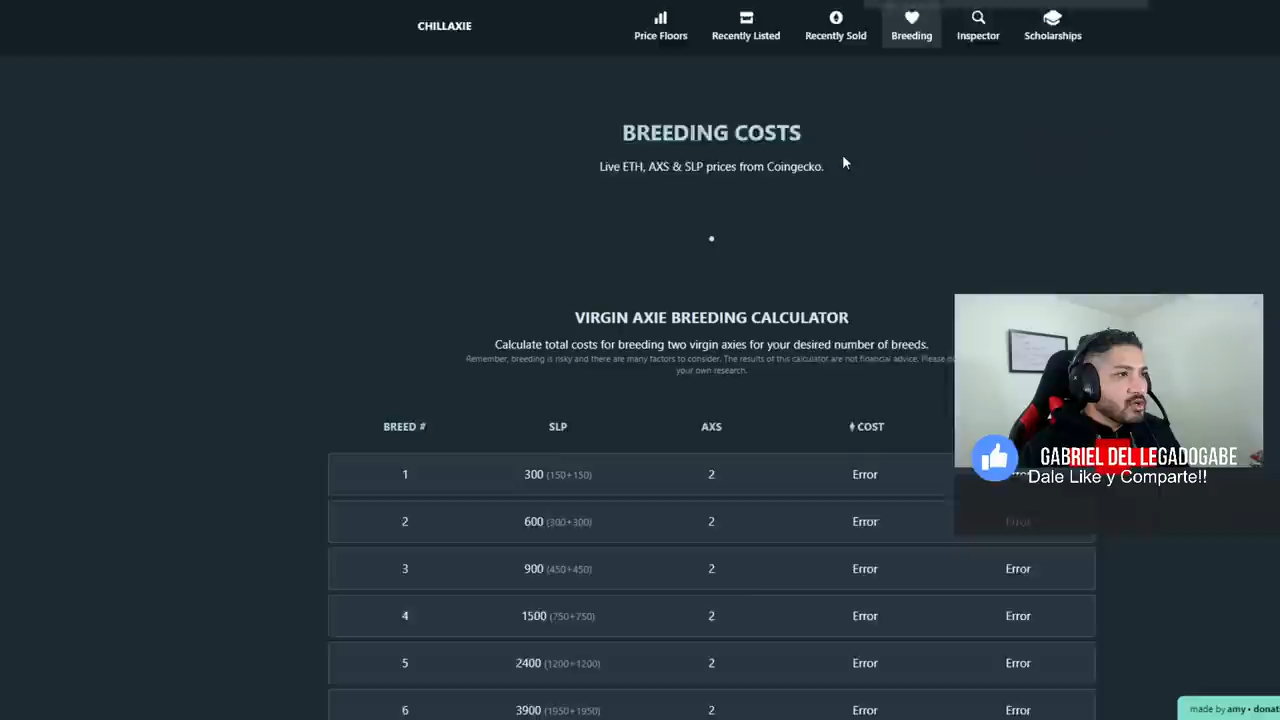 CHILLAXIE
Price Floors
Recently Listed
Recently Sold
Breeding
Inspector
Scholarships
BREEDING COSTS
Live ETH, AXS & SLP prices from Coingecko.
VIRGIN AXIE BREEDING CALCULATOR
Calculate total costs for breeding two virgin axies for your desired number of breeds.
Remember, breeding is risky and there are many factors to consider. The results of this calculator are not financial advice. Please
your own research.
BREED # SLP AXS COST
1 300 (150+150) 2 Error
2 600 (300+300) 2 Error Error
3 900 (450+450) 2 Error Error
4 1500 (750+750) 2 Error Error
5 2400 (1200+1200) 2 Error Error
6 3900 (1950+1950) 2 Error Error
GABRIEL DEL LEGADOGABE
Dale Like y Comparte!!
made by amy • donat